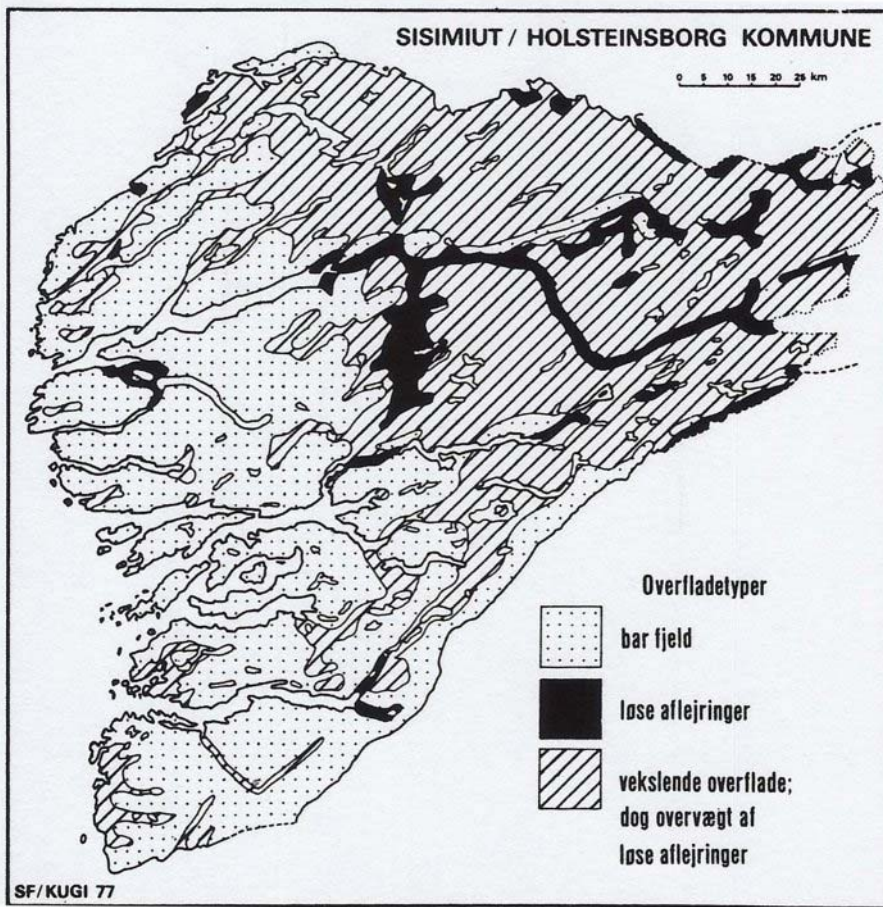 SISIMIUT / HOLSTEINSBORG KOMMUNE
0 5 10 15 20 25 km
Overfladetyper
bar fjeld
løse aflejringer
vekslende overflade;
dog overvægt af
løse aflejringer
SF/KUGI 77